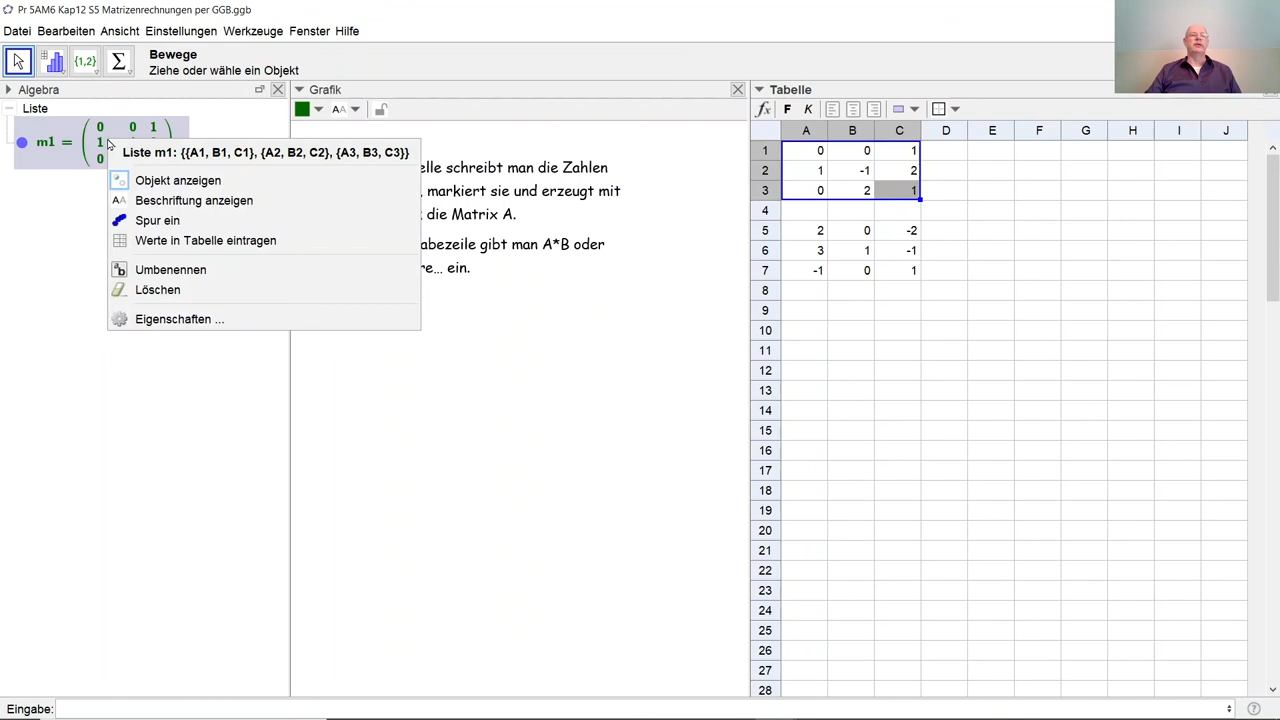 Pr 5AM6 Kap12 S5 Matrizenrechnungen per GGB.ggb
Datei Bearbeiten Ansicht Einstellungen Werkzeuge Fenster Hilfe
{1,2} Σ
Bewege
Ziehe oder wähle ein Objekt
Algebra
Liste
m1 = ( 0 0 1 )
1
0
Liste m1: {{A1, B1, C1}, {A2, B2, C2}, {A3, B3, C3}}
Objekt anzeigen
AA Beschriftung anzeigen
Spur ein
Werte in Tabelle eintragen
ab Umbenennen
Löschen
Eigenschaften ...
Grafik
AA
elle schreibt man die Zahlen
, markiert sie und erzeugt mit
die Matrix A.
abezeile gibt man A*B oder
re… ein.
Tabelle
fx F K
A B C D E F G H I J
1 0 0 1
2 1 -1 2
3 0 2 1
4
5 2 0 -2
6 3 1 -1
7 -1 0 1
8
9
10
11
12
13
14
15
16
17
18
19
20
21
22
23
24
25
26
27
28
Eingabe: